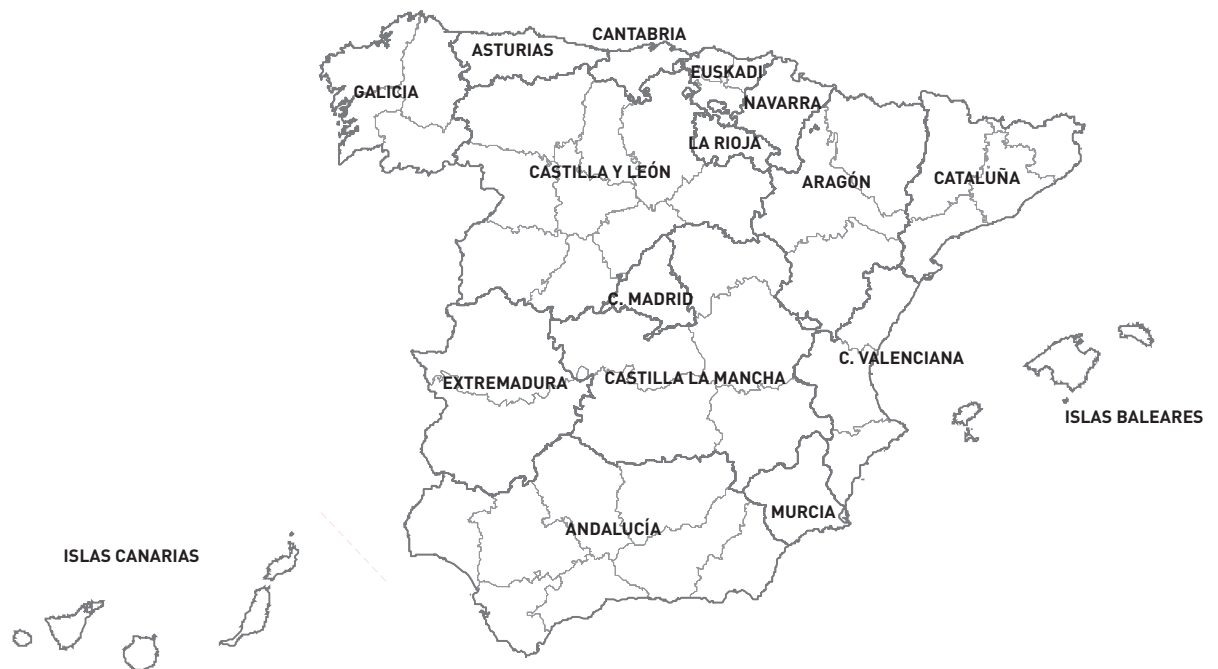 CANTABRIA
ASTURIAS
EUSKADI
GALICIA
NAVARRA
LA RIOJA
CASTILLA Y LEÓN
ARAGÓN
CATALUÑA
C. MADRID
C. VALENCIANA
EXTREMADURA
CASTILLA LA MANCHA
ISLAS BALEARES
MURCIA
ANDALUCÍA
ISLAS CANARIAS